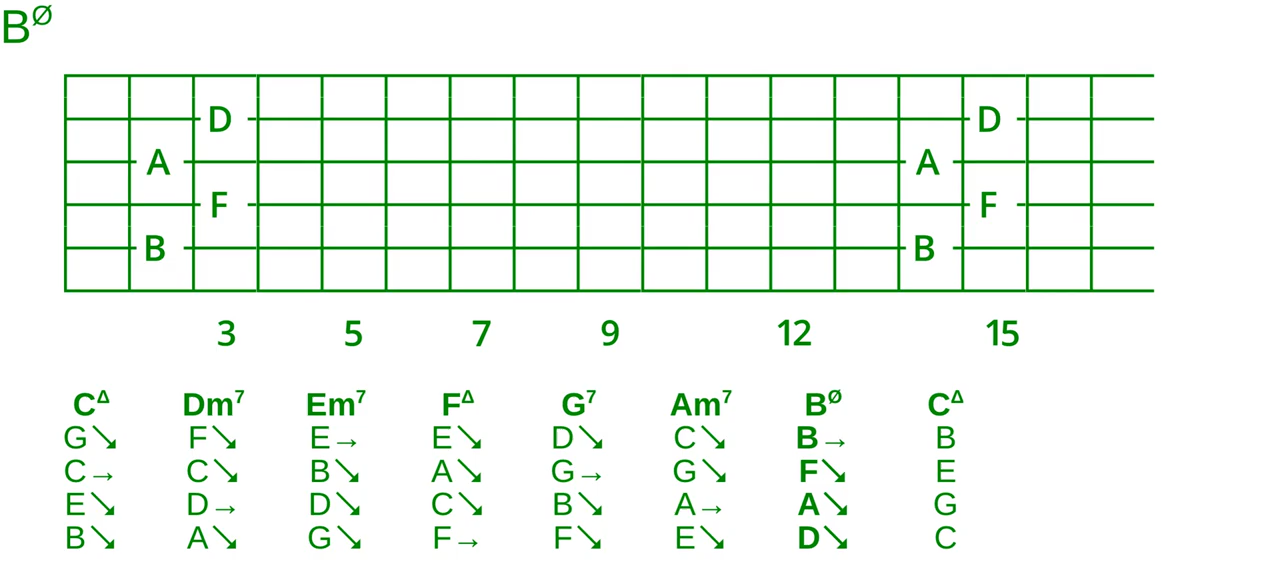 Bø
D D
A A
F F
B B
3 5 7 9 12 15
CΔ Dm7 Em7 FΔ G7 Am7 BØ CΔ
G↘ F↘ E→ E↘ D↘ C↘ B→ B
C→ C↘ B↘ A↘ G→ G↘ F↘ E
E↘ D→ D↘ C↘ B↘ A→ A↘ G
B↘ A↘ G↘ F→ F↘ E↘ D↘ C